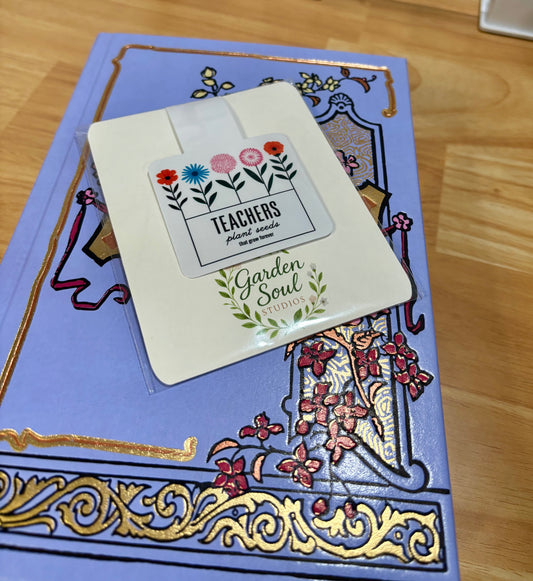 TEACHERS
plant seeds
that grow forever
Garden
Soul
STUDIOS